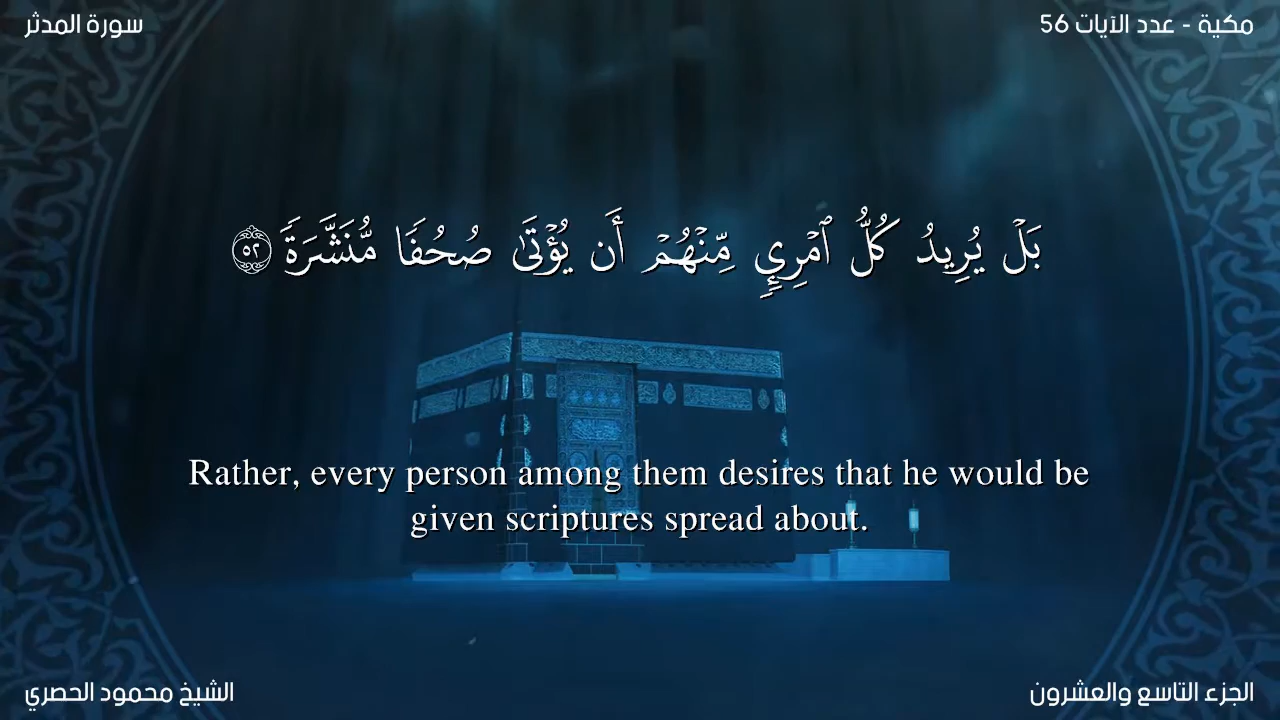 سورة المدثر
مكية - عدد الآيات 56
بَلْ يُرِيدُ كُلُّ ٱمْرِئٍ مِّنْهُمْ أَن يُؤْتَىٰ صُحُفًا مُّنَشَّرَةً ٥٢
Rather, every person among them desires that he would be
given scriptures spread about.
الشيخ محمود الحصري
الجزء التاسع والعشرون